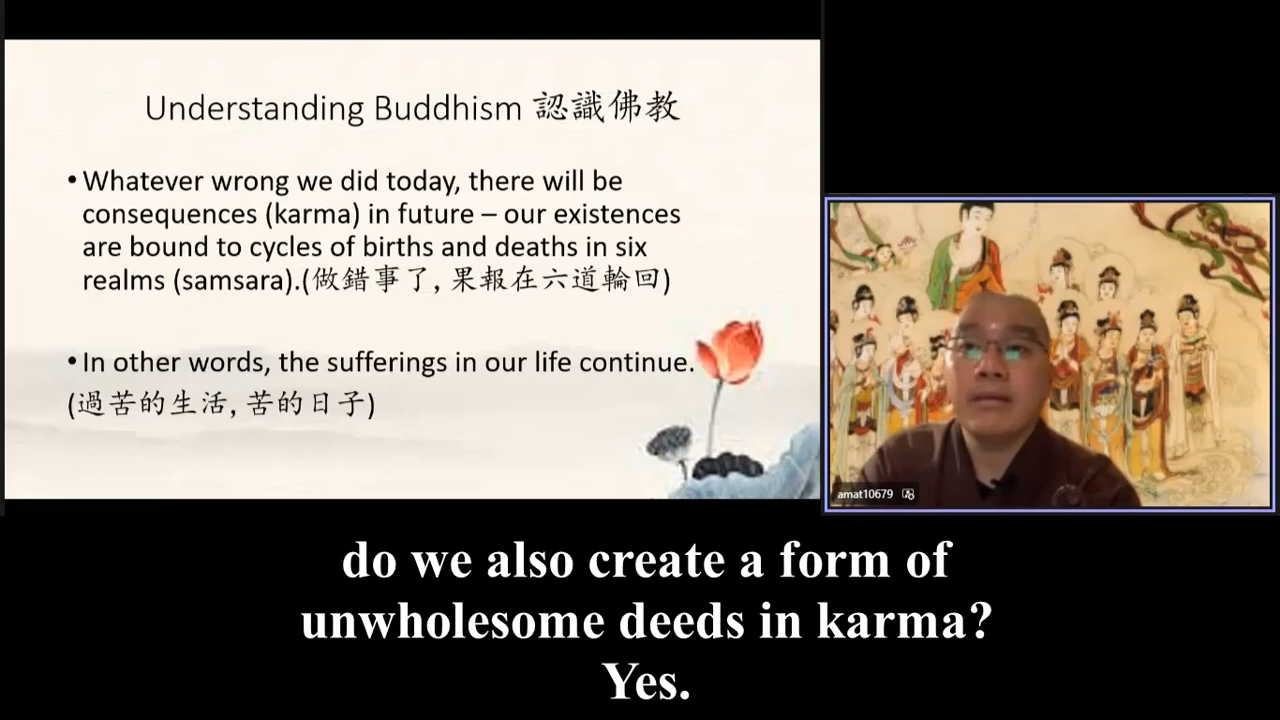 Understanding Buddhism 認識佛教
• Whatever wrong we did today, there will be
consequences (karma) in future – our existences
are bound to cycles of births and deaths in six
realms (samsara).(做錯事了, 果報在六道輪回)
• In other words, the sufferings in our life continue.
(過苦的生活, 苦的日子)
amat10679
do we also create a form of
unwholesome deeds in karma?
Yes.